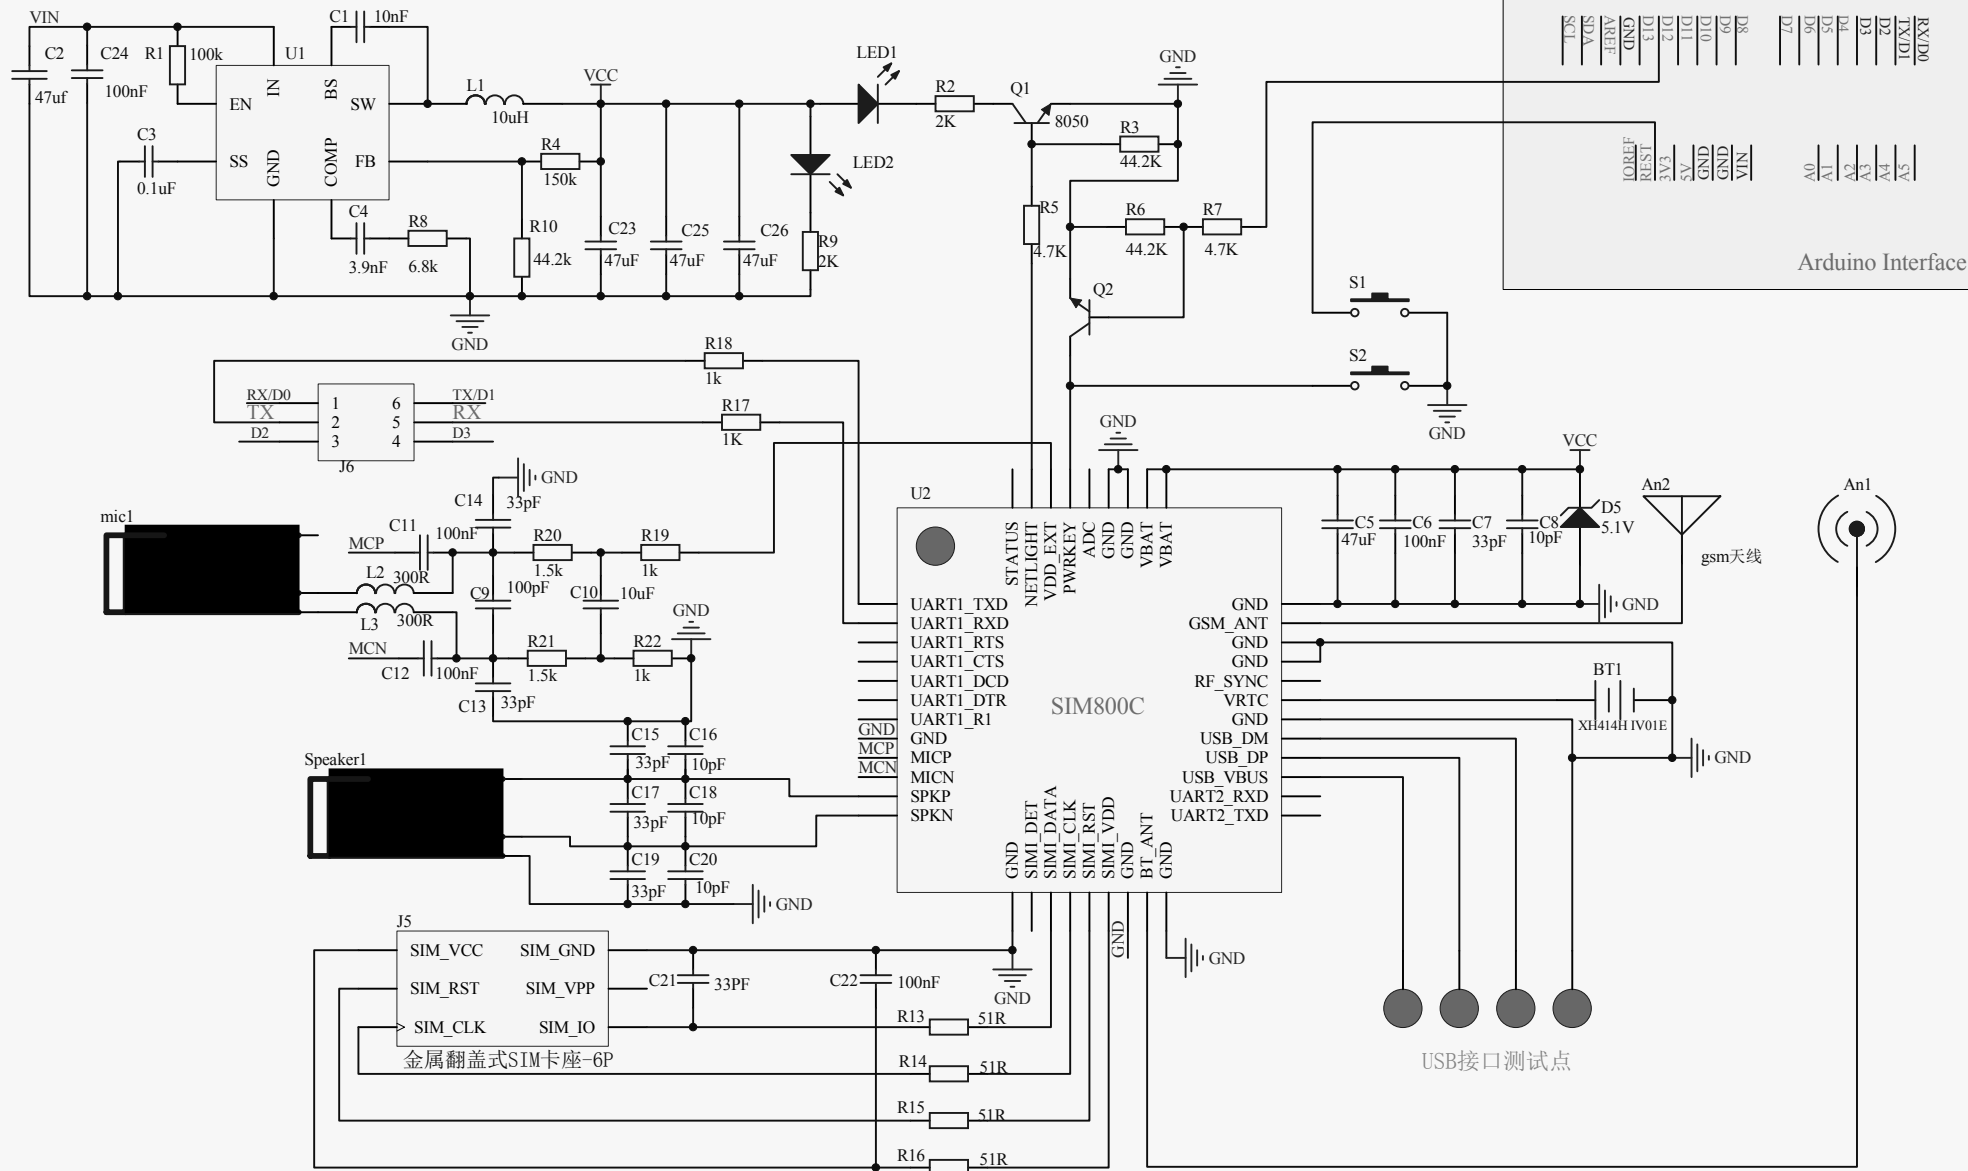 VIN
C2
47uf
C24
100nF
R1
100k
C1
10nF
U1
IN
BS
EN
SW
SS
GND
COMP
FB
C3
0.1uF
C4
3.9nF
R8
6.8k
GND
L1
10uH
VCC
R4
150k
R10
44.2k
C23
47uF
C25
47uF
C26
47uF
LED1
LED2
R9
2K
R2
2K
Q1
8050
GND
R3
44.2K
R5
4.7K
R6
44.2K
R7
4.7K
Q2
SCL
SDA
AREF
GND
D13
D12
D11
D10
D9
D8
D7
D6
D5
D4
D3
D2
TX/D1
RX/D0
IOREF
REST
3V3
5V
GND
GND
VIN
A0
A1
A2
A3
A4
A5
Arduino Interface
S1
S2
GND
R18
1k
R17
1K
RX/D0
TX
D2
1
2
3
6
5
4
TX/D1
RX
D3
J6
mic1
MCP
C11
100nF
C14
33pF
GND
L2
300R
L3
300R
C9
100pF
R20
1.5k
R19
1k
C10
10uF
GND
MCN
C12
100nF
C13
33pF
R21
1.5k
R22
1k
Speaker1
C15
33pF
C16
10pF
C17
33pF
C18
10pF
C19
33pF
C20
10pF
GND
U2
SIM800C
STATUS
NETLIGHT
VDD_EXT
PWRKEY
ADC
GND
GND
VBAT
VBAT
GND
UART1_TXD
UART1_RXD
UART1_RTS
UART1_CTS
UART1_DCD
UART1_DTR
UART1_R1
GND
MICP
MICN
SPKP
SPKN
GND
MCP
MCN
GND
SIMI_DET
SIMI_DATA
SIMI_CLK
SIMI_RST
SIMI_VDD
GND
BT_ANT
GND
GND
GSM_ANT
GND
GND
RF_SYNC
VRTC
GND
USB_DM
USB_DP
USB_VBUS
UART2_RXD
UART2_TXD
VCC
C5
47uF
C6
100nF
C7
33pF
C8
10pF
D5
5.1V
GND
An2
gsm天线
An1
BT1
XH414H IV01E
GND
J5
SIM_VCC
SIM_RST
SIM_CLK
SIM_GND
SIM_VPP
SIM_IO
金属翻盖式SIM卡座-6P
C21
33PF
C22
100nF
GND
GND
GND
R13
51R
R14
51R
R15
51R
R16
51R
USB接口测试点